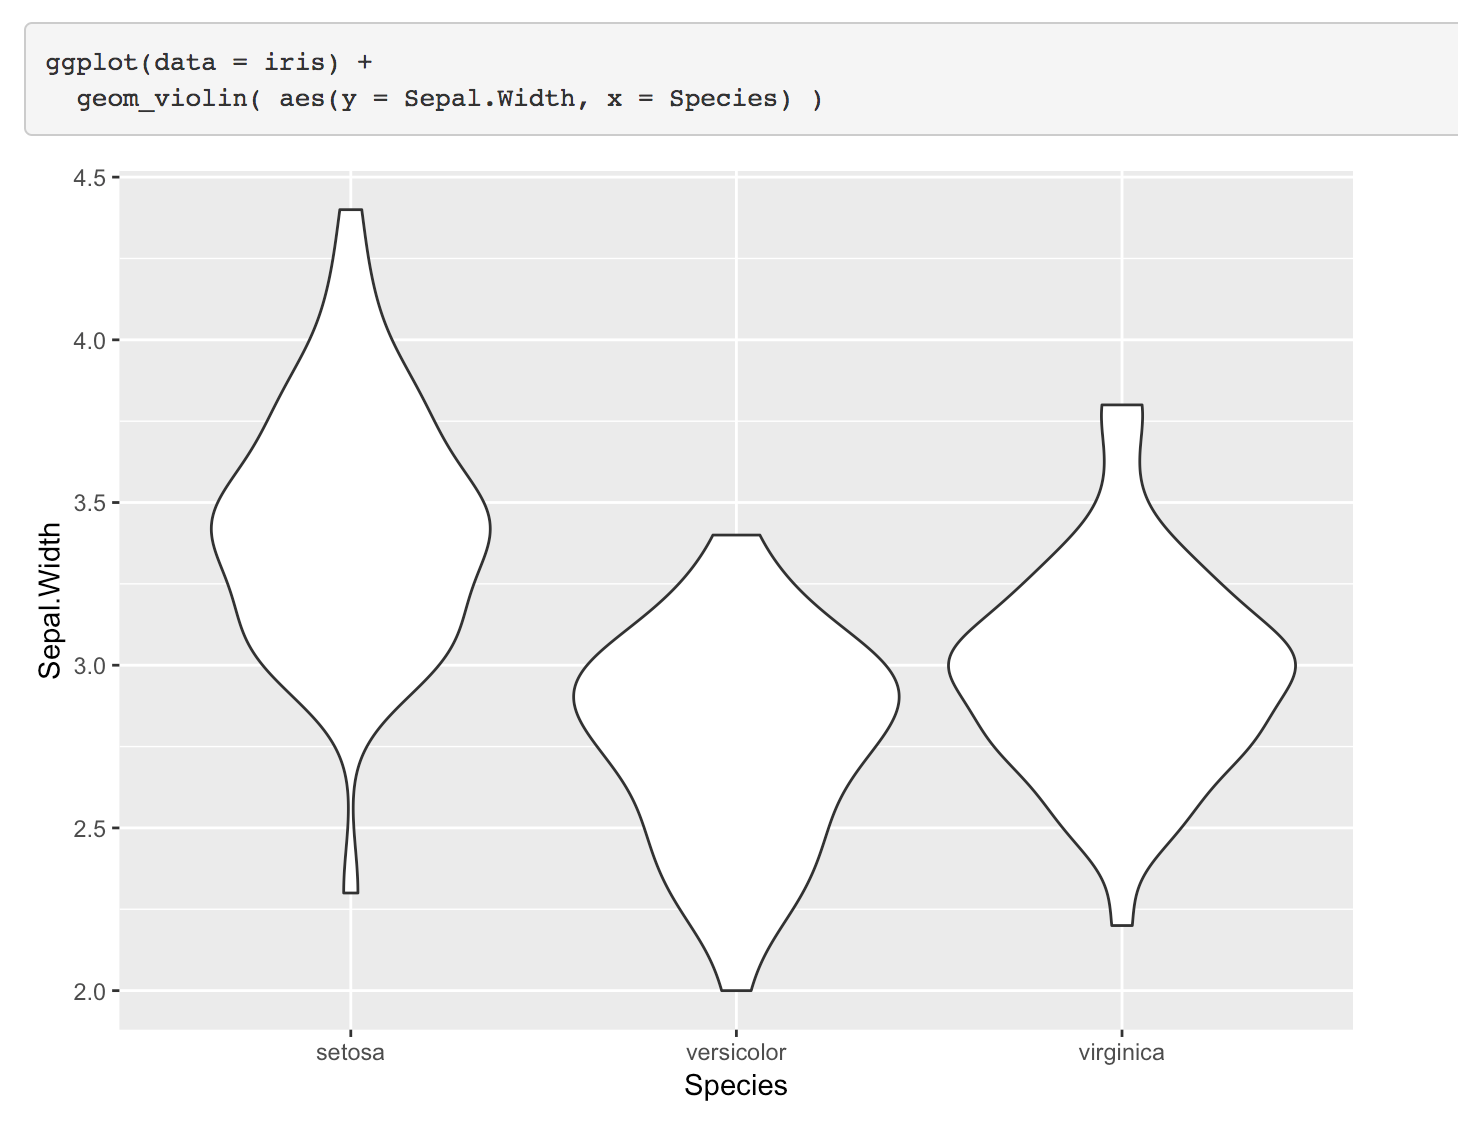 ggplot(data = iris) +
  geom_violin( aes(y = Sepal.Width, x = Species) )
4.5
4.0
3.5
3.0
2.5
2.0
Sepal.Width
setosa versicolor virginica
Species